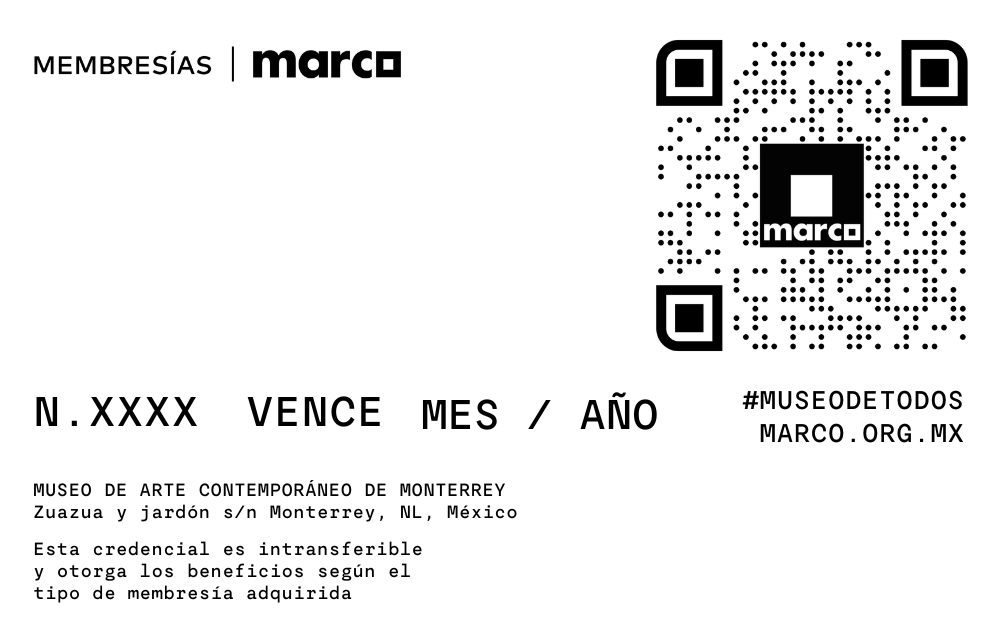 MEMBRESÍAS | marco
marco
N.XXXX VENCE MES / AÑO
#MUSEODETODOS
MARCO.ORG.MX
MUSEO DE ARTE CONTEMPORÁNEO DE MONTERREY
Zuazua y jardón s/n Monterrey, NL, México
Esta credencial es intransferible
y otorga los beneficios según el
tipo de membresía adquirida